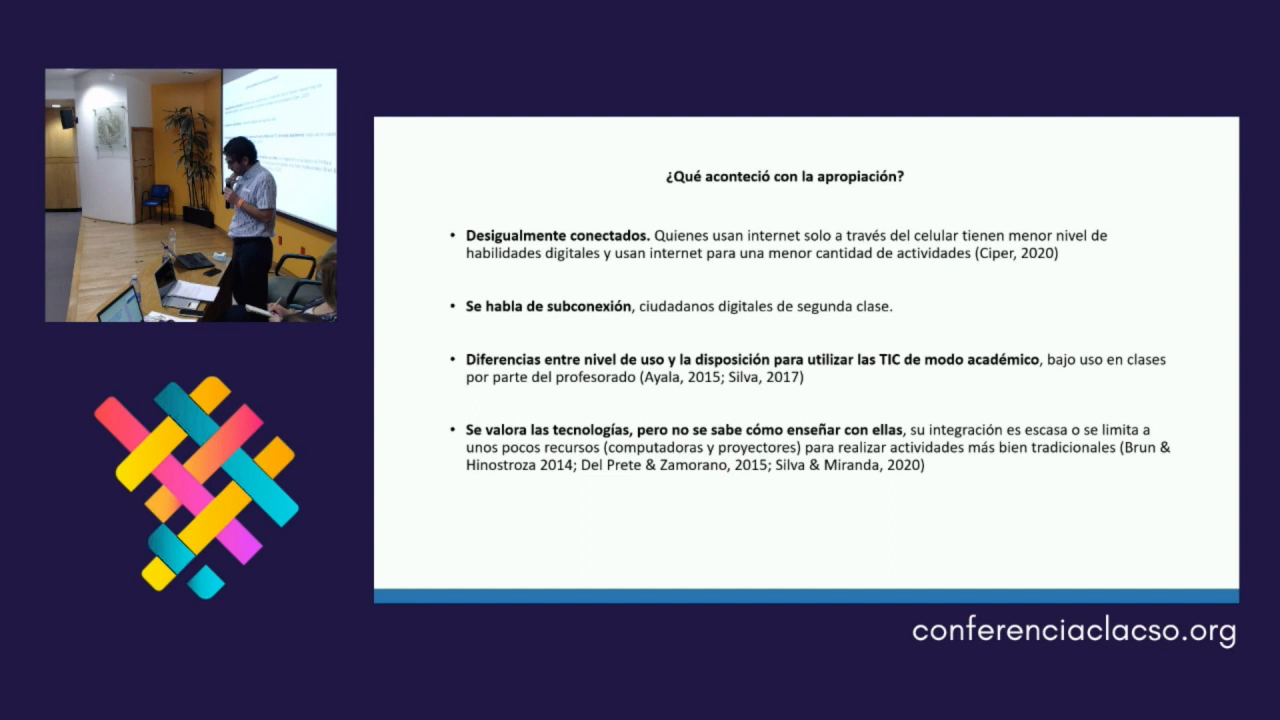 ¿Qué aconteció con la apropiación?
• Desigualmente conectados. Quienes usan internet solo a través del celular tienen menor nivel de
habilidades digitales y usan internet para una menor cantidad de actividades (Ciper, 2020)
• Se habla de subconexión, ciudadanos digitales de segunda clase.
• Diferencias entre nivel de uso y la disposición para utilizar las TIC de modo académico, bajo uso en clases
por parte del profesorado (Ayala, 2015; Silva, 2017)
• Se valora las tecnologías, pero no se sabe cómo enseñar con ellas, su integración es escasa o se limita a
unos pocos recursos (computadoras y proyectores) para realizar actividades más bien tradicionales (Brun &
Hinostroza 2014; Del Prete & Zamorano, 2015; Silva & Miranda, 2020)
conferenciaclacso.org